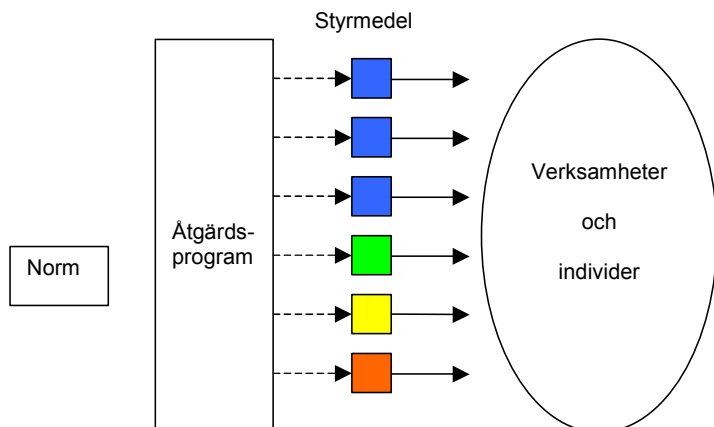 Styrmedel
Norm
Åtgärds-
program
Verksamheter
och
individer